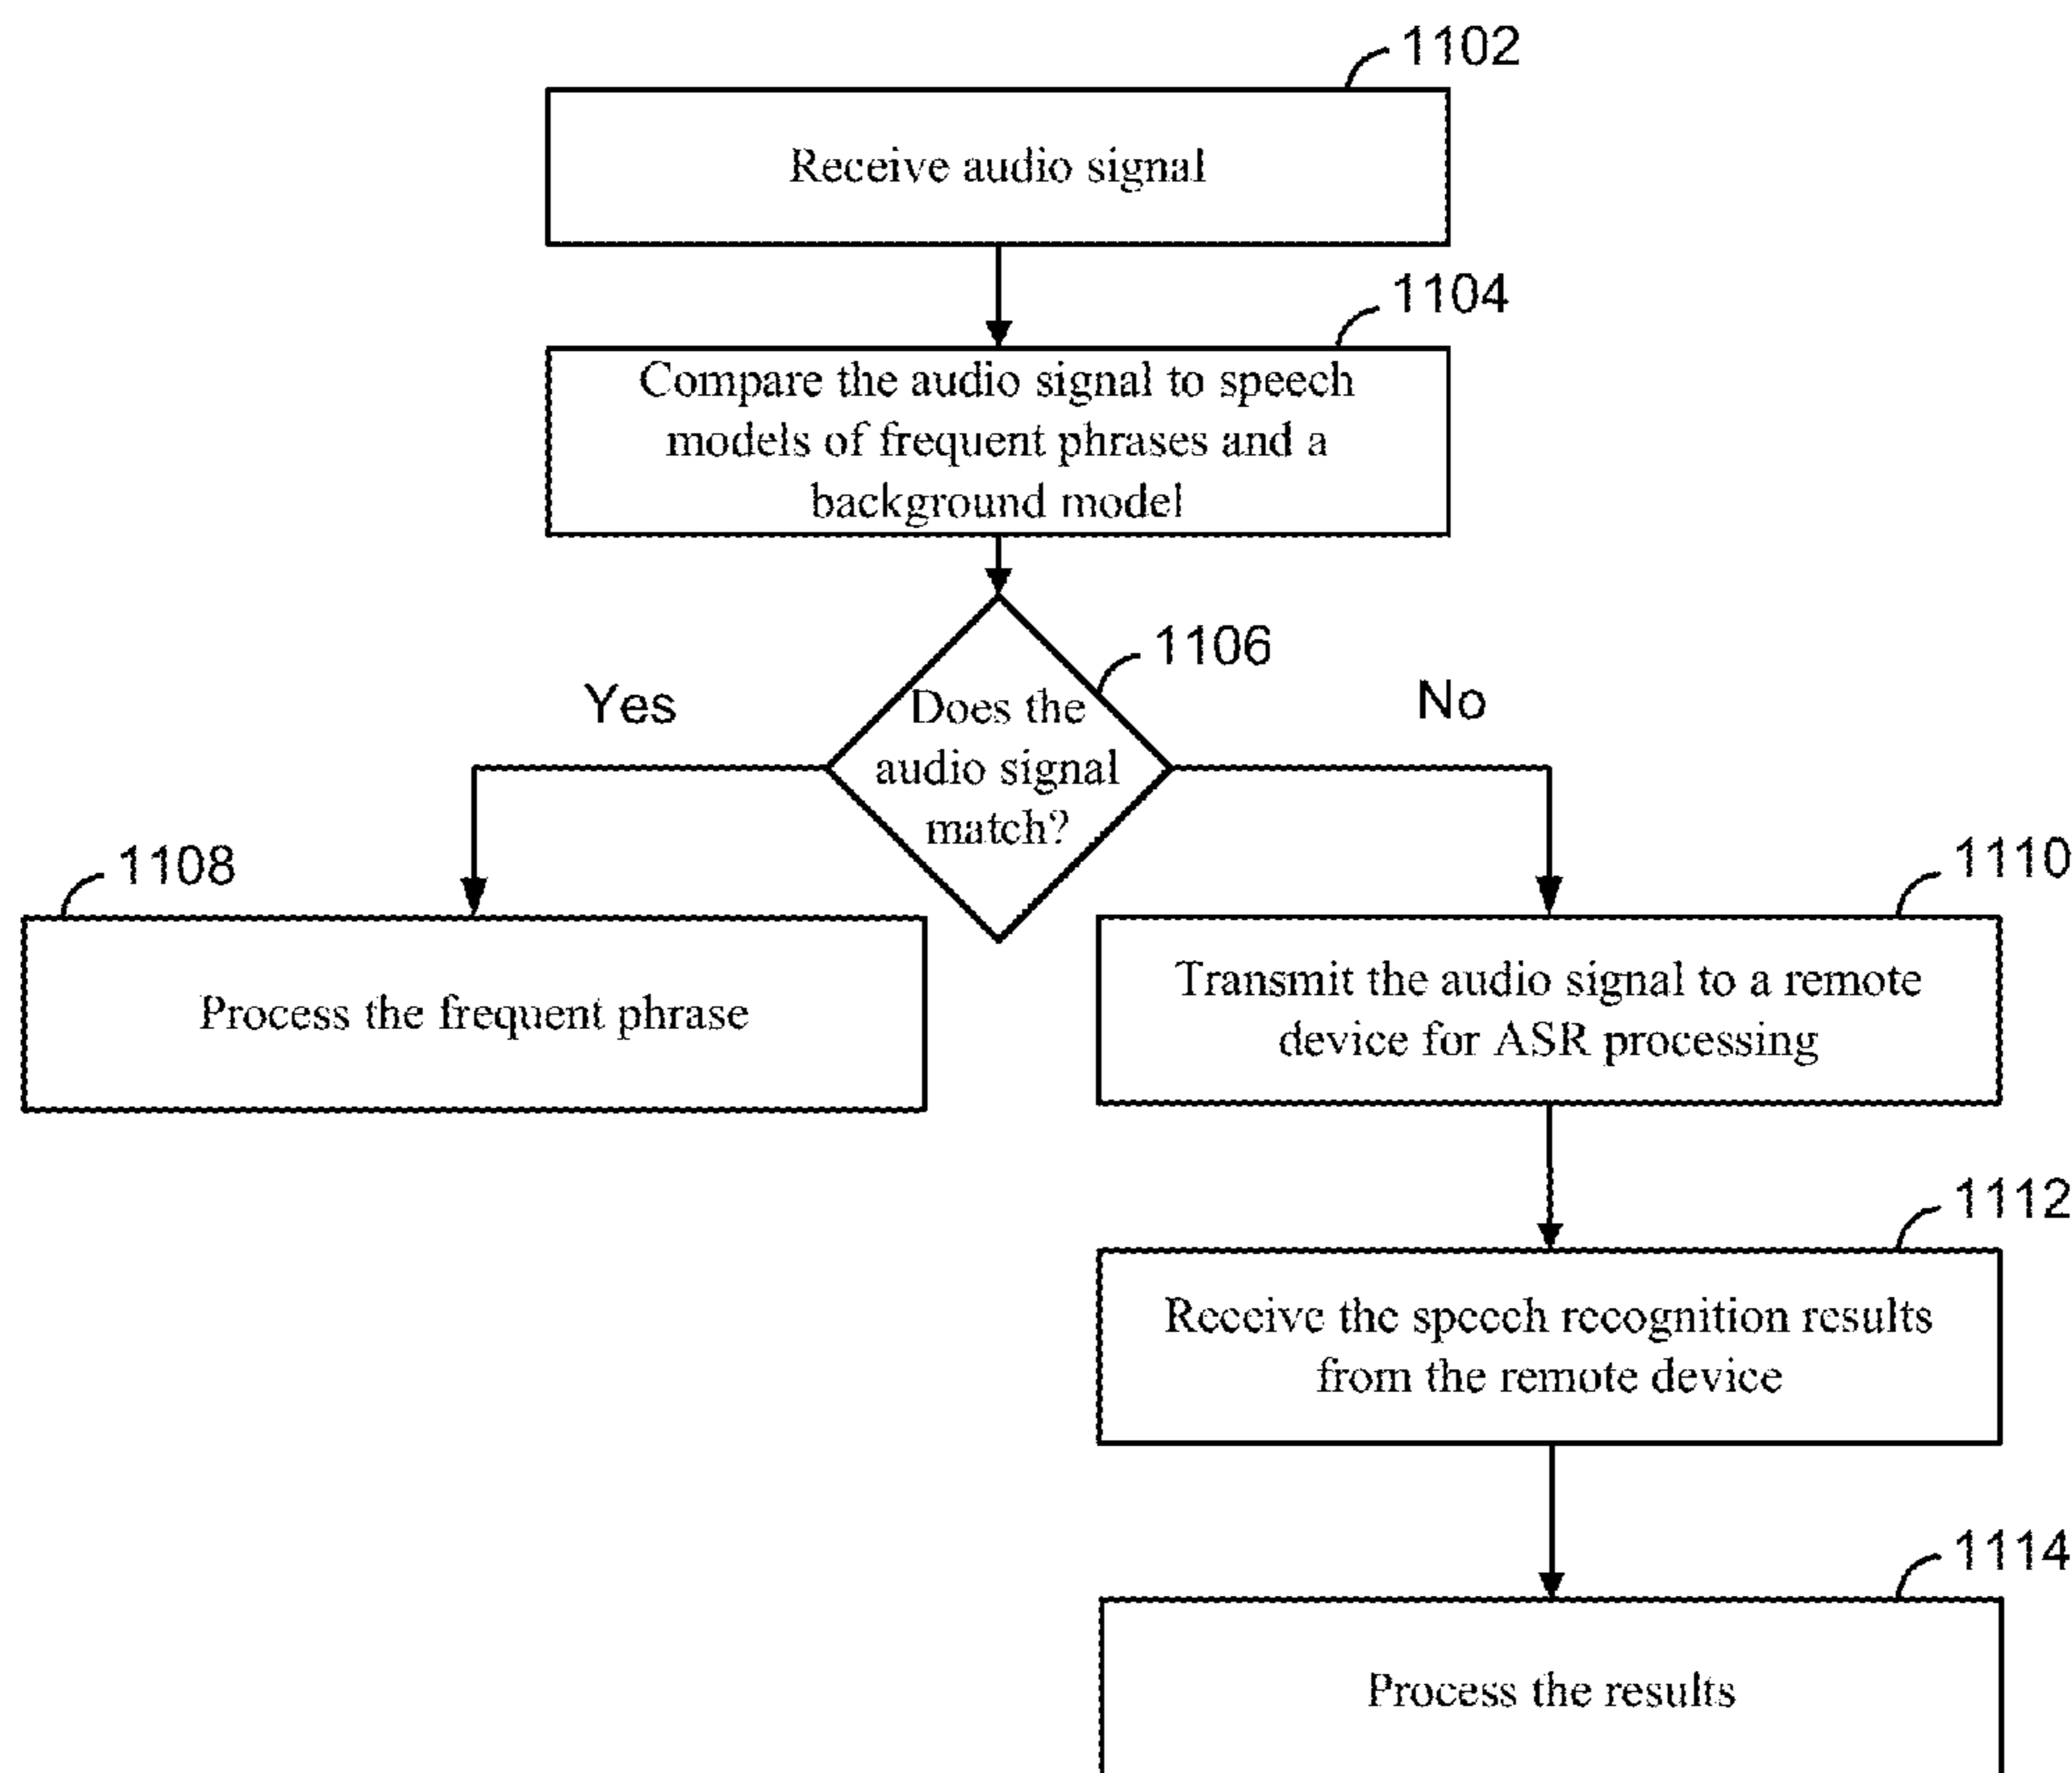 1102
Receive audio signal
1104
Compare the audio signal to speech
models of frequent phrases and a
background model
1106
Yes
No
Does the
audio signal
match?
1108
1110
Process the frequent phrase
Transmit the audio signal to a remote
device for ASR processing
1112
Receive the speech recognition results
from the remote device
1114
Process the results